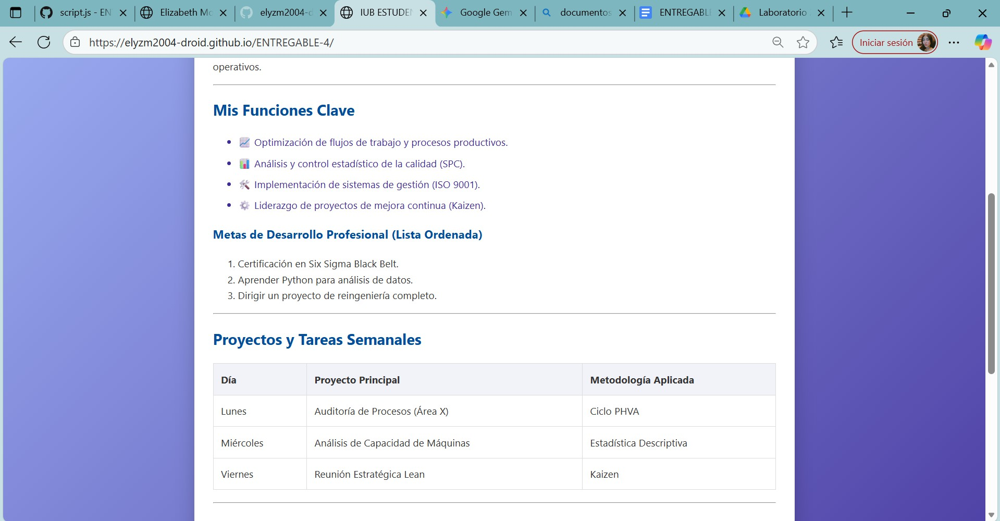 script.js - EN
Elizabeth Mo
elyzm2004-d
IUB ESTUDEN
Google Gem
documentos
ENTREGABLE
Laboratorio
https://elyzm2004-droid.github.io/ENTREGABLE-4/
Iniciar sesión
operativos.
Mis Funciones Clave
• 📈 Optimización de flujos de trabajo y procesos productivos.
• 📊 Análisis y control estadístico de la calidad (SPC).
• 🛠️ Implementación de sistemas de gestión (ISO 9001).
• ⚙️ Liderazgo de proyectos de mejora continua (Kaizen).
Metas de Desarrollo Profesional (Lista Ordenada)
1. Certificación en Six Sigma Black Belt.
2. Aprender Python para análisis de datos.
3. Dirigir un proyecto de reingeniería completo.
Proyectos y Tareas Semanales
Día Proyecto Principal Metodología Aplicada
Lunes Auditoría de Procesos (Área X) Ciclo PHVA
Miércoles Análisis de Capacidad de Máquinas Estadística Descriptiva
Viernes Reunión Estratégica Lean Kaizen